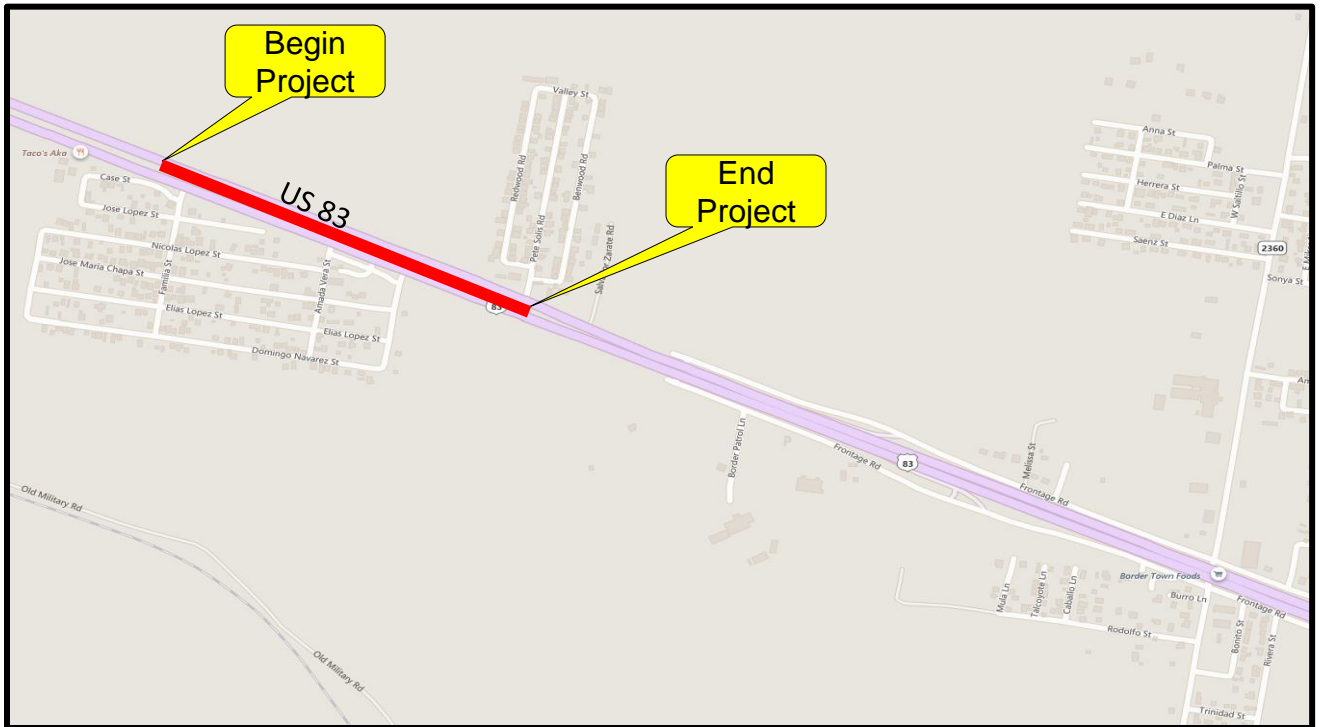 Begin
Project
Valley St
Anna St
Taco's Aka
End
Project
Palma St
Case St
Redwood Rd
Benwood Rd
Herrera St
W Saltillo St
US 83
Jose Lopez St
Pete Solis Rd
E Diaz Ln
Nicolas Lopez St
Saenz St
2360
Jose Maria Chapa St
Familia St
Amada Vera St
Sonya St
Elias Lopez St
83
Elias Lopez St
Domingo Navarez St
Border Patrol Ln
Frontage Rd
83
Melissa St
Old Military Rd
Frontage Rd
Border Town Foods
Mula Ln
Talcoyote Ln
Caballo Ln
Burro Ln
Frontage Rd
Rodolfo St
Bonito St
Rivera St
Old Military Rd
Trinidad St